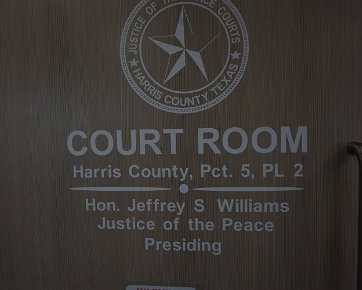 JUSTICE OF THE PEACE COURTS
HARRIS COUNTY TEXAS
COURT ROOM
Harris County, Pct. 5, PL 2
Hon. Jeffrey S Williams
Justice of the Peace
Presiding